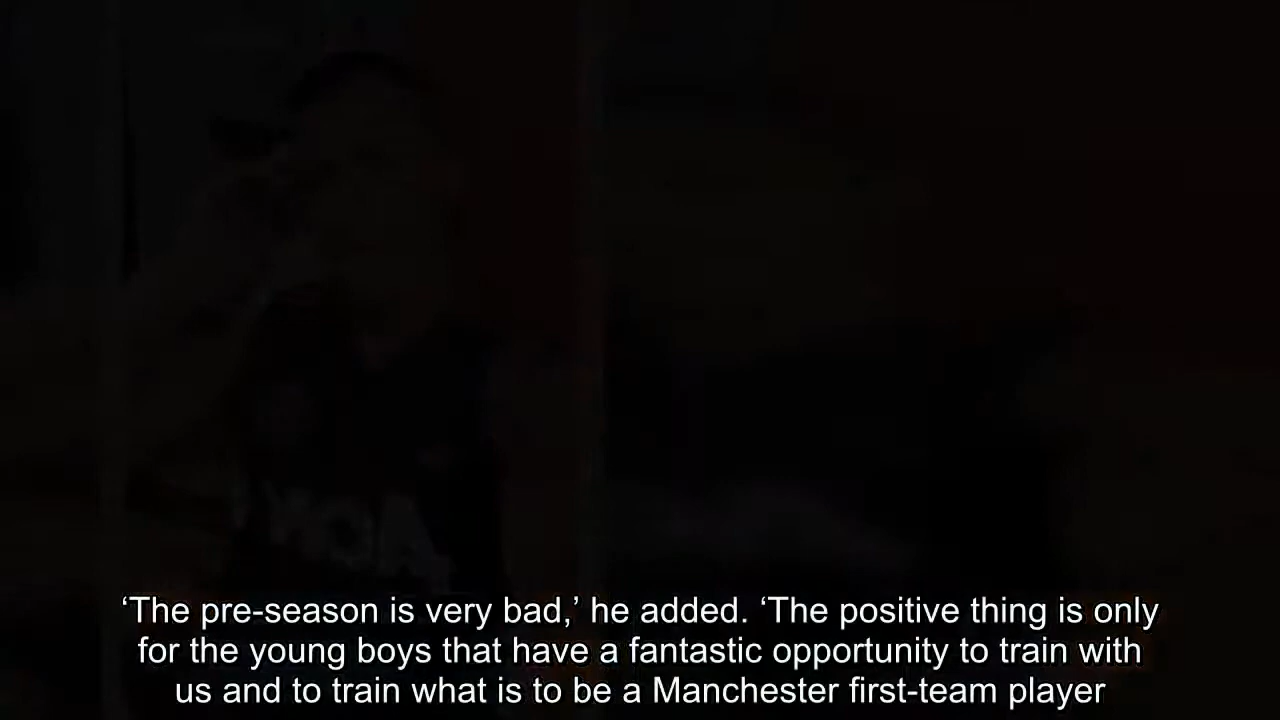 ‘The pre-season is very bad,’ he added. ‘The positive thing is only
for the young boys that have a fantastic opportunity to train with
us and to train what is to be a Manchester first-team player